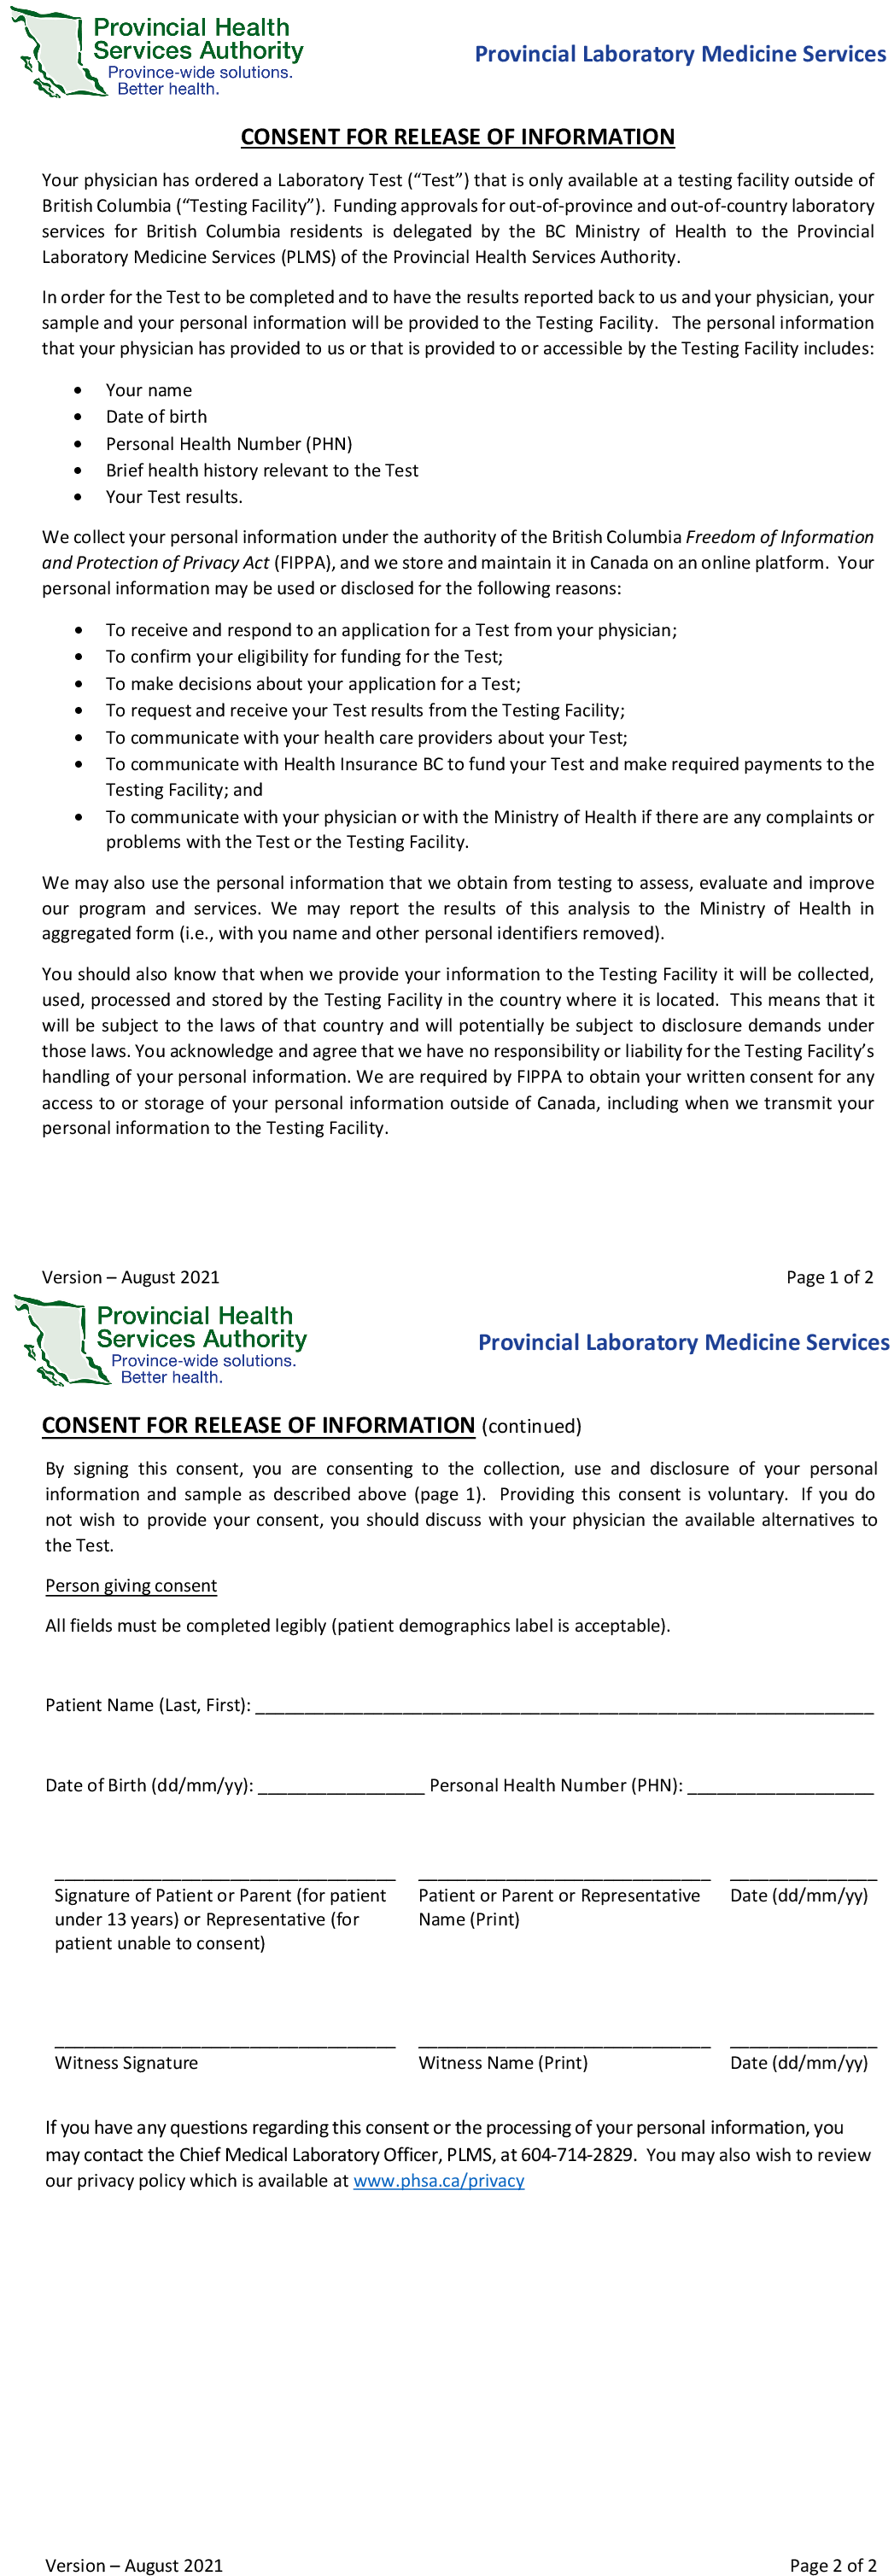 Provincial Health
Services Authority
Province-wide solutions.
Better health.
Provincial Laboratory Medicine Services
CONSENT FOR RELEASE OF INFORMATION
Your physician has ordered a Laboratory Test (“Test”) that is only available at a testing facility outside of
British Columbia (“Testing Facility”). Funding approvals for out-of-province and out-of-country laboratory
services for British Columbia residents is delegated by the BC Ministry of Health to the Provincial
Laboratory Medicine Services (PLMS) of the Provincial Health Services Authority.
In order for the Test to be completed and to have the results reported back to us and your physician, your
sample and your personal information will be provided to the Testing Facility. The personal information
that your physician has provided to us or that is provided to or accessible by the Testing Facility includes:
• Your name
• Date of birth
• Personal Health Number (PHN)
• Brief health history relevant to the Test
• Your Test results.
We collect your personal information under the authority of the British Columbia Freedom of Information
and Protection of Privacy Act (FIPPA), and we store and maintain it in Canada on an online platform. Your
personal information may be used or disclosed for the following reasons:
• To receive and respond to an application for a Test from your physician;
• To confirm your eligibility for funding for the Test;
• To make decisions about your application for a Test;
• To request and receive your Test results from the Testing Facility;
• To communicate with your health care providers about your Test;
• To communicate with Health Insurance BC to fund your Test and make required payments to the
Testing Facility; and
• To communicate with your physician or with the Ministry of Health if there are any complaints or
problems with the Test or the Testing Facility.
We may also use the personal information that we obtain from testing to assess, evaluate and improve
our program and services. We may report the results of this analysis to the Ministry of Health in
aggregated form (i.e., with you name and other personal identifiers removed).
You should also know that when we provide your information to the Testing Facility it will be collected,
used, processed and stored by the Testing Facility in the country where it is located. This means that it
will be subject to the laws of that country and will potentially be subject to disclosure demands under
those laws. You acknowledge and agree that we have no responsibility or liability for the Testing Facility’s
handling of your personal information. We are required by FIPPA to obtain your written consent for any
access to or storage of your personal information outside of Canada, including when we transmit your
personal information to the Testing Facility.
Version – August 2021 Page 1 of 2
Provincial Health
Services Authority
Province-wide solutions.
Better health.
Provincial Laboratory Medicine Services
CONSENT FOR RELEASE OF INFORMATION (continued)
By signing this consent, you are consenting to the collection, use and disclosure of your personal
information and sample as described above (page 1). Providing this consent is voluntary. If you do
not wish to provide your consent, you should discuss with your physician the available alternatives to
the Test.
Person giving consent
All fields must be completed legibly (patient demographics label is acceptable).
Patient Name (Last, First):
Date of Birth (dd/mm/yy): Personal Health Number (PHN):
Signature of Patient or Parent (for patient
under 13 years) or Representative (for
patient unable to consent)
Patient or Parent or Representative
Name (Print)
Date (dd/mm/yy)
Witness Signature
Witness Name (Print)
Date (dd/mm/yy)
If you have any questions regarding this consent or the processing of your personal information, you
may contact the Chief Medical Laboratory Officer, PLMS, at 604-714-2829. You may also wish to review
our privacy policy which is available at www.phsa.ca/privacy
Version – August 2021 Page 2 of 2